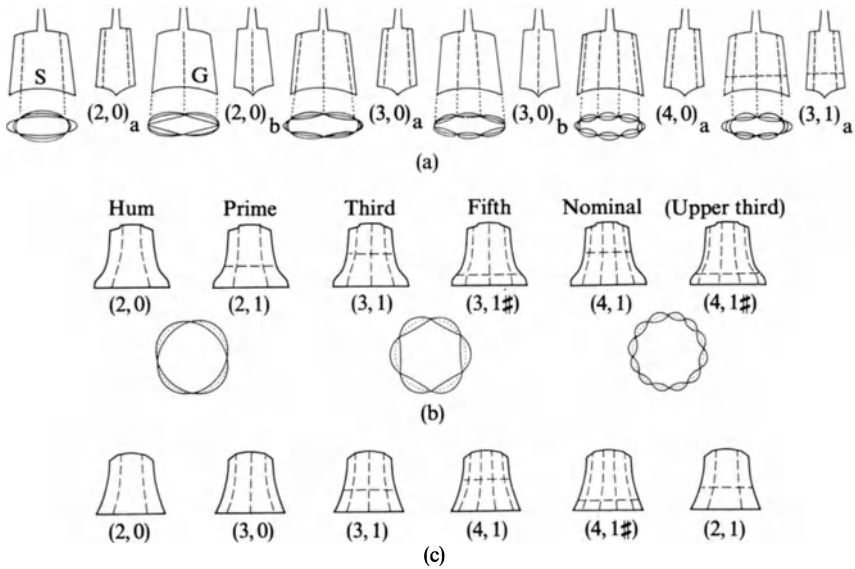 S G
(2,0)a (2,0)b (3,0)a (3,0)b (4,0)a (3,1)a
(a)
Hum Prime Third Fifth Nominal (Upper third)
(2,0) (2,1) (3,1) (3,1♯) (4,1) (4,1♯)
(b)
(2,0) (3,0) (3,1) (4,1) (4,1♯) (2,1)
(c)